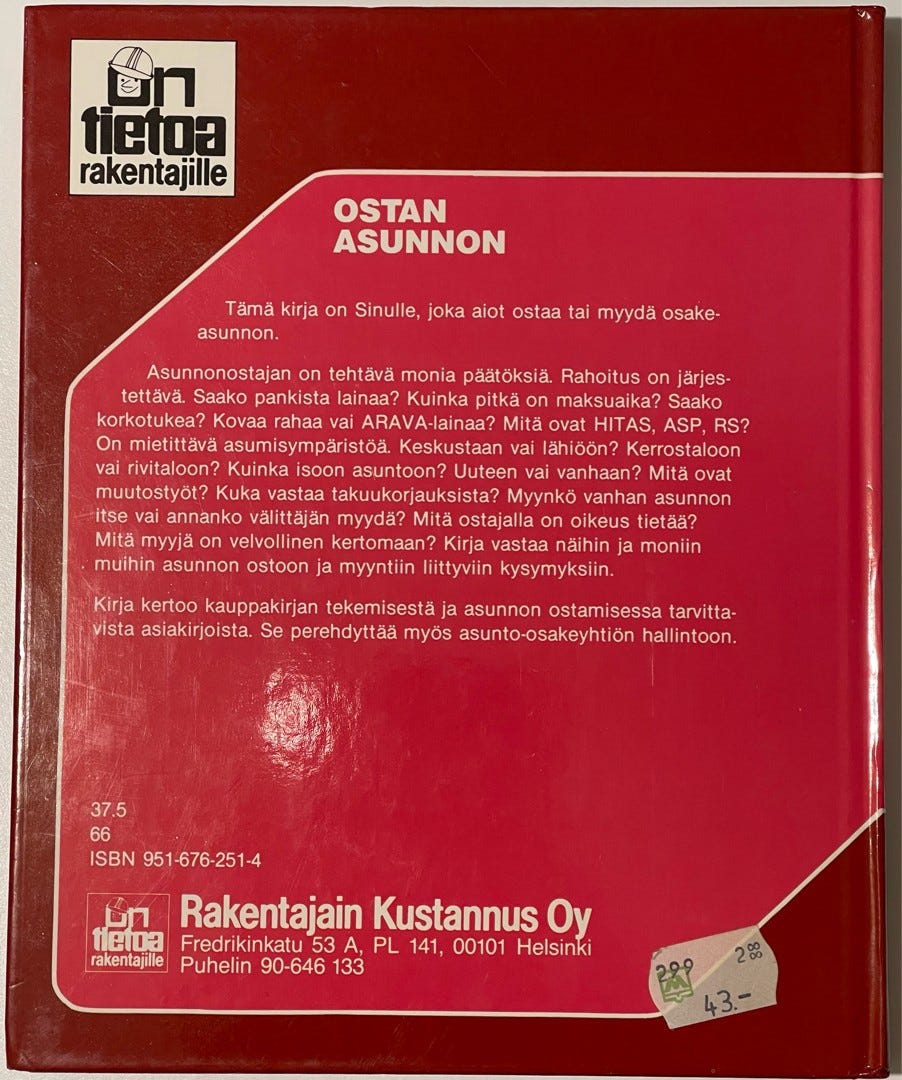 on
tietoa
rakentajille
OSTAN
ASUNNON
Tämä kirja on Sinulle, joka aiot ostaa tai myydä osake-
asunnon.
Asunnonostajan on tehtävä monia päätöksiä. Rahoitus on järjes-
tettävä. Saako pankista lainaa? Kuinka pitkä on maksuaika? Saako
korkotukea? Kovaa rahaa vai ARAVA-lainaa? Mitä ovat HITAS, ASP, RS?
On mietittävä asumisympäristöä. Keskustaan vai lähiöön? Kerrostaloon
vai rivitaloon? Kuinka isoon asuntoon? Uuteen vai vanhaan? Mitä ovat
muutostyöt? Kuka vastaa takuukorjauksista? Myynkö vanhan asunnon
itse vai annanko välittäjän myydä? Mitä ostajalla on oikeus tietää?
Mitä myyjä on velvollinen kertomaan? Kirja vastaa näihin ja moniin
muihin asunnon ostoon ja myyntiin liittyviin kysymyksiin.
Kirja kertoo kauppakirjan tekemisestä ja asunnon ostamisessa tarvitta-
vista asiakirjoista. Se perehdyttää myös asunto-osakeyhtiön hallintoon.
37.5
66
ISBN 951-676-251-4
on
tietoa
rakentajille
Rakentajain Kustannus Oy
Fredrikinkatu 53 A, PL 141, 00101 Helsinki
Puhelin 90-646 133
299
2 00
43.-